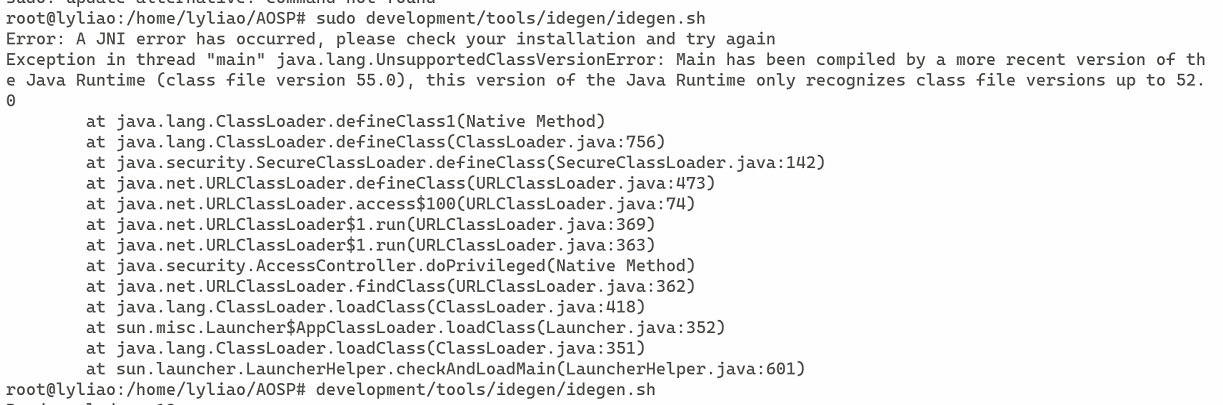 sudo: update-alternative: command not found
root@lyliao:/home/lyliao/AOSP# sudo development/tools/idegen/idegen.sh
Error: A JNI error has occurred, please check your installation and try again
Exception in thread "main" java.lang.UnsupportedClassVersionError: Main has been compiled by a more recent version of th
e Java Runtime (class file version 55.0), this version of the Java Runtime only recognizes class file versions up to 52.
0
        at java.lang.ClassLoader.defineClass1(Native Method)
        at java.lang.ClassLoader.defineClass(ClassLoader.java:756)
        at java.security.SecureClassLoader.defineClass(SecureClassLoader.java:142)
        at java.net.URLClassLoader.defineClass(URLClassLoader.java:473)
        at java.net.URLClassLoader.access$100(URLClassLoader.java:74)
        at java.net.URLClassLoader$1.run(URLClassLoader.java:369)
        at java.net.URLClassLoader$1.run(URLClassLoader.java:363)
        at java.security.AccessController.doPrivileged(Native Method)
        at java.net.URLClassLoader.findClass(URLClassLoader.java:362)
        at java.lang.ClassLoader.loadClass(ClassLoader.java:418)
        at sun.misc.Launcher$AppClassLoader.loadClass(Launcher.java:352)
        at java.lang.ClassLoader.loadClass(ClassLoader.java:351)
        at sun.launcher.LauncherHelper.checkAndLoadMain(LauncherHelper.java:601)
root@lyliao:/home/lyliao/AOSP# development/tools/idegen/idegen.sh